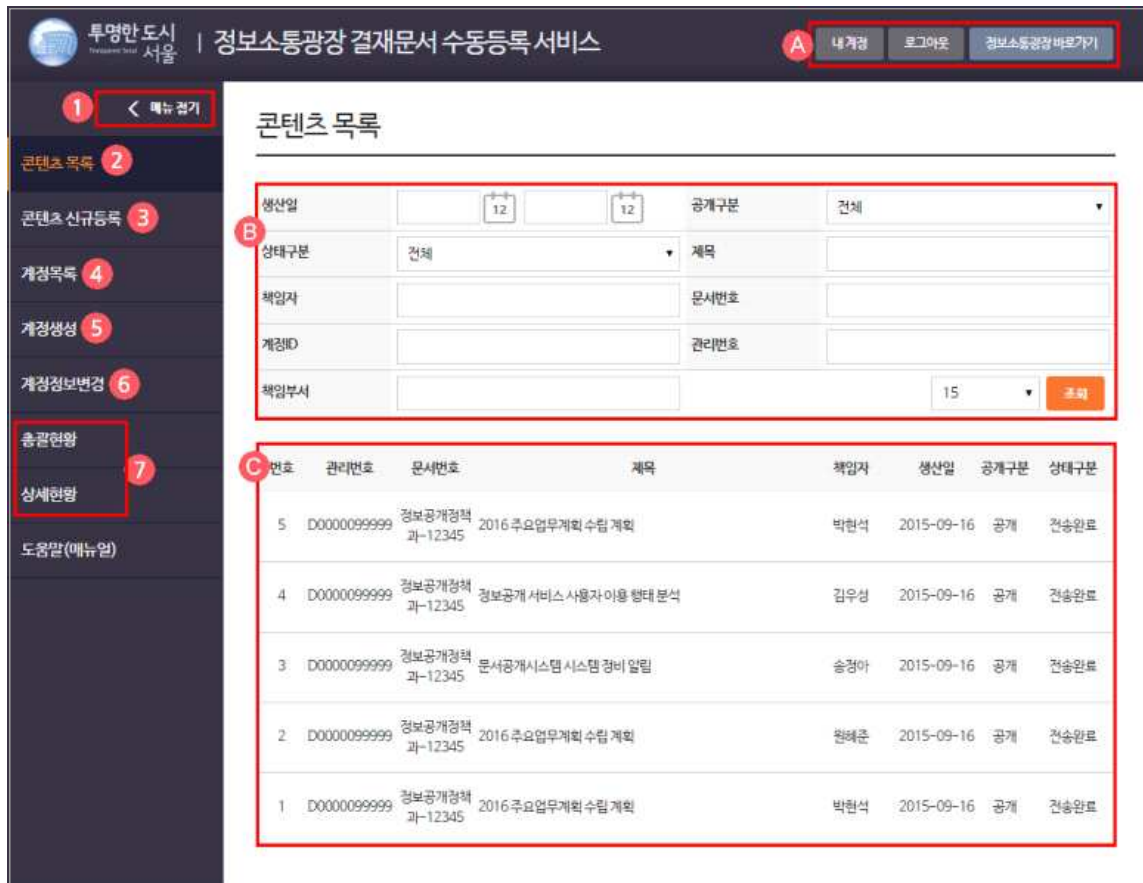 투명한 도시
서울
정보소통광장 결재문서 수동등록 서비스
A
내 계정
로그아웃
정보소통광장 바로가기
1
메뉴 접기
콘텐츠 목록
2
콘텐츠 신규등록
3
계정목록
4
계정생성
5
계정정보변경
6
총괄현황
7
상세현황
도움말(매뉴얼)
콘텐츠 목록
B
생산일 12 12 공개구분 전체
상태구분 전체 제목
책임자 문서번호
계정ID 관리번호
책임부서 15 조회
C
번호 관리번호 문서번호 제목 책임자 생산일 공개구분 상태구분
5 D0000099999 정보공개정책과-12345 2016 주요업무계획 수립 계획 박현석 2015-09-16 공개 전송완료
4 D0000099999 정보공개정책과-12345 정보공개 서비스 사용자 이용 행태 분석 김우성 2015-09-16 공개 전송완료
3 D0000099999 정보공개정책과-12345 문서공개시스템 시스템 정비 알림 송정아 2015-09-16 공개 전송완료
2 D0000099999 정보공개정책과-12345 2016 주요업무계획 수립 계획 원혜준 2015-09-16 공개 전송완료
1 D0000099999 정보공개정책과-12345 2016 주요업무계획 수립 계획 박현석 2015-09-16 공개 전송완료